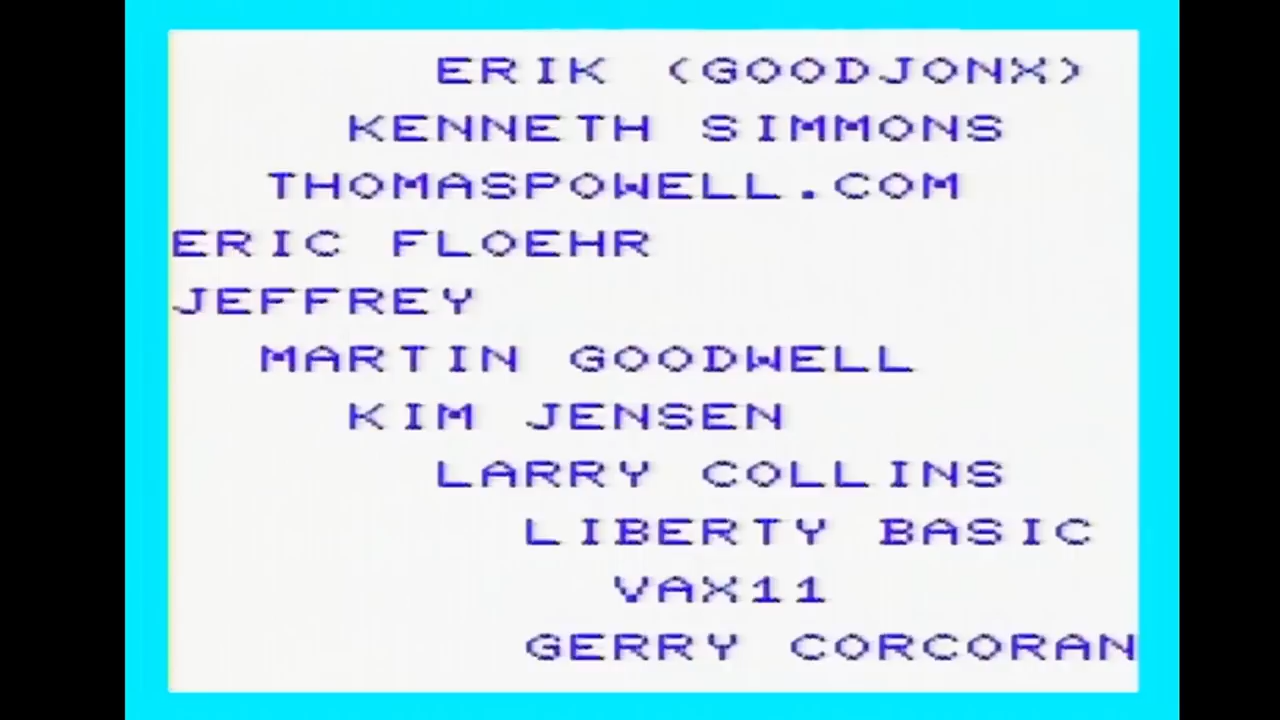 ERIK (GOODJONX)
KENNETH SIMMONS
THOMASPOWELL.COM
ERIC FLOEHR
JEFFREY
MARTIN GOODWELL
KIM JENSEN
LARRY COLLINS
LIBERTY BASIC
VAX11
GERRY CORCORAN